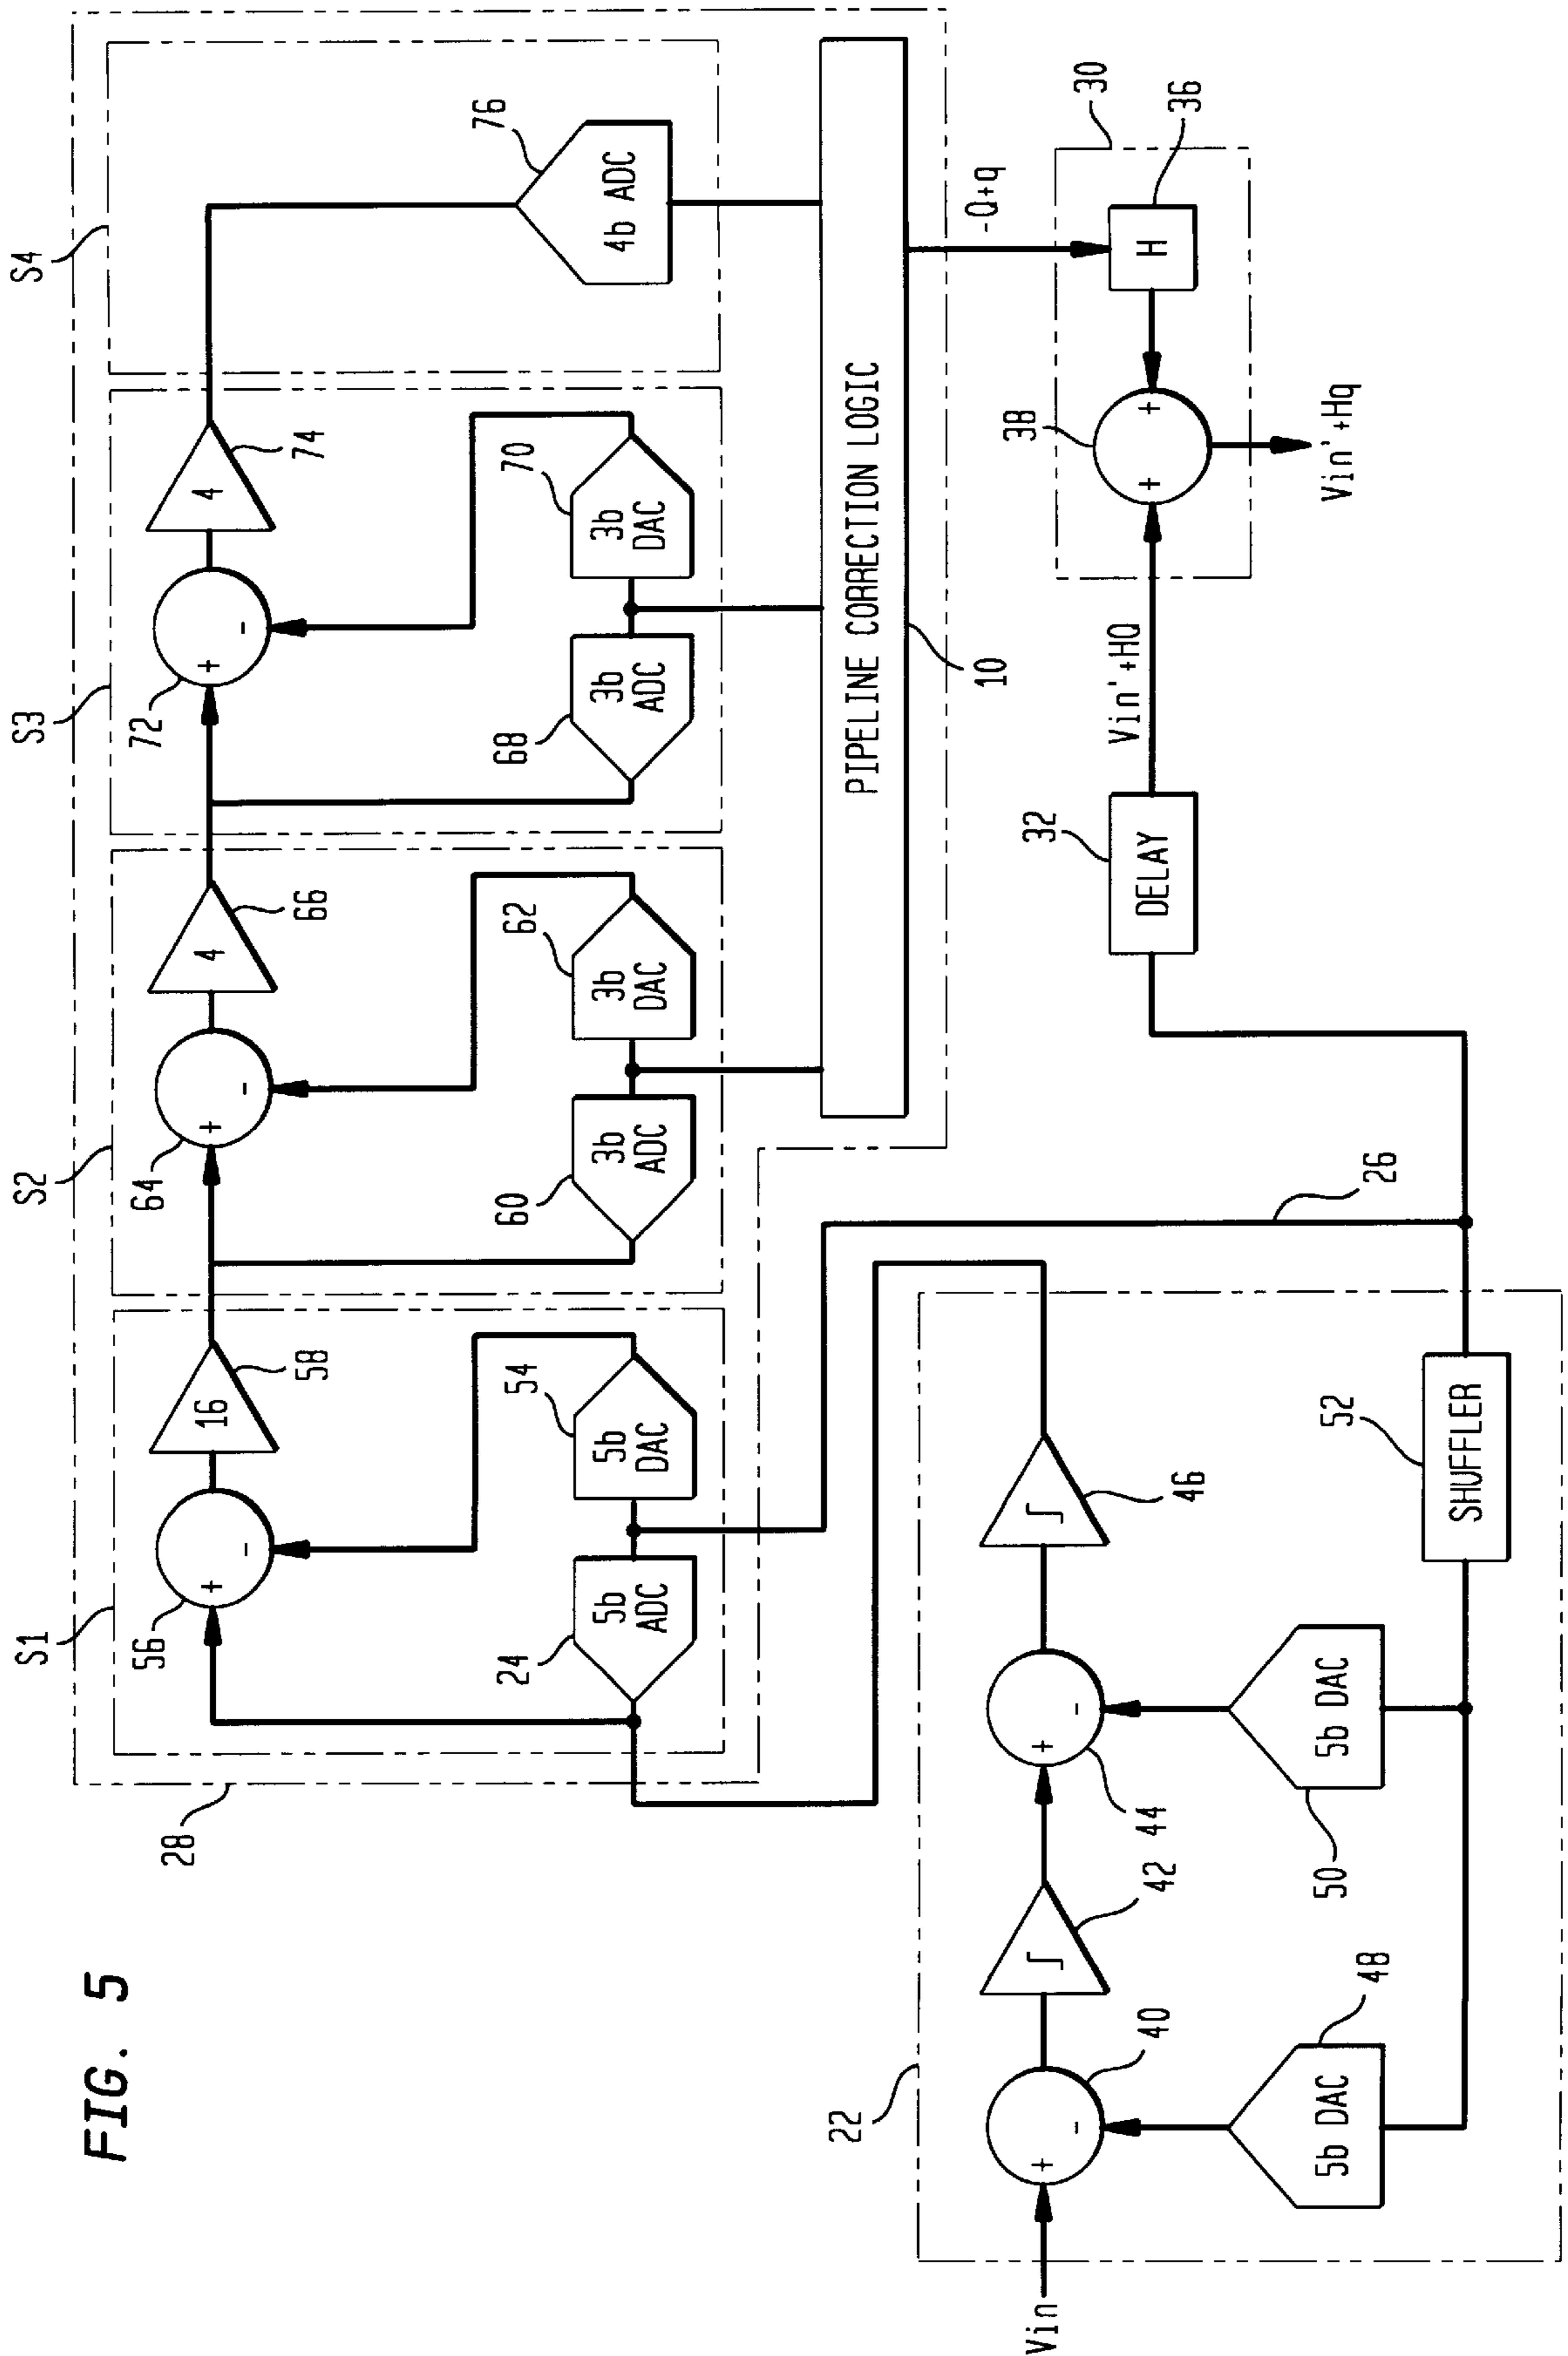 FIG. 5
S1
S2
S3
S4
28
56
+
-
16
58
24
5b
ADC
54
5b
DAC
64
+
-
4
66
60
3b
ADC
62
3b
DAC
72
+
-
4
74
68
3b
ADC
70
3b
DAC
76
4b ADC
PIPELINE CORRECTION LOGIC
10
-Q+q
30
H
36
38
+
+
Vin'+Hq
Vin'+HQ
32
DELAY
26
22
Vin
+
-
40
∫
42
+
-
44
∫
46
5b DAC
48
5b DAC
50
52
SHUFFLER